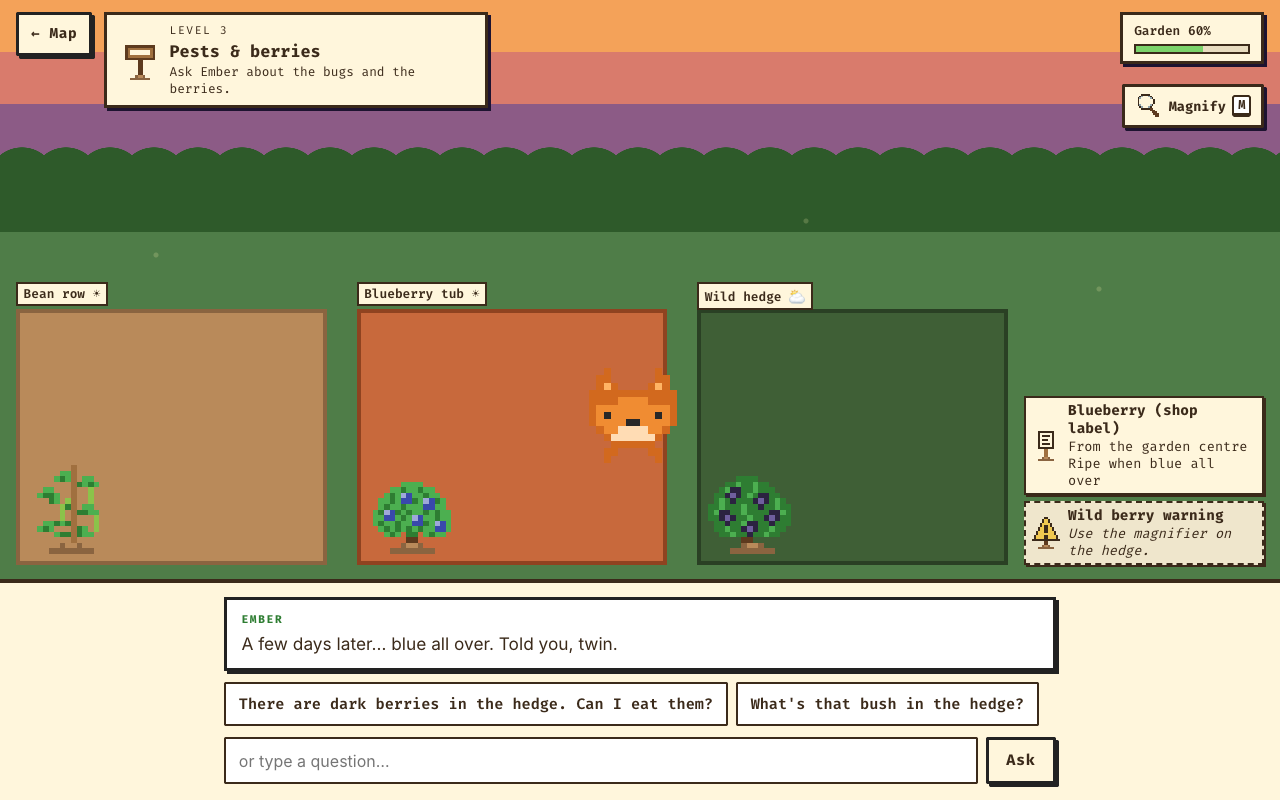 ← Map
LEVEL 3
Pests & berries
Ask Ember about the bugs and the
berries.
Garden 60%
Magnify M
Bean row ☀
Blueberry tub ☀
Wild hedge ⛅
Blueberry (shop
label)
From the garden centre
Ripe when blue all
over
Wild berry warning
Use the magnifier on
the hedge.
EMBER
A few days later… blue all over. Told you, twin.
There are dark berries in the hedge. Can I eat them?
What's that bush in the hedge?
or type a question…
Ask